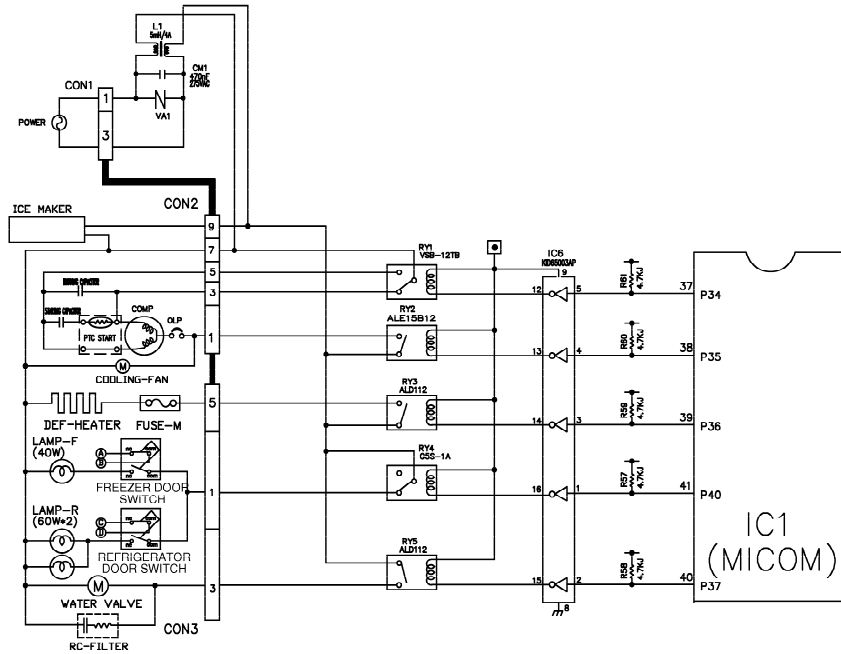 L1
5mH/4A
CM1
470nF
275VAC
CON1
1
VA1
POWER
3
CON2
ICE MAKER
9
7
5
3
1
RY1
VSB-12TB
IC6
KID65003AP
9
12
5
R61
4.7KJ
37
P34
COMP
OLP
PTC START
M
COOLING-FAN
RY2
ALE15B12
13
4
R60
4.7KJ
38
P35
5
DEF-HEATER
FUSE-M
RY3
ALD112
14
3
R59
4.7KJ
39
P36
LAMP-F
(40W)
A
B
FREEZER DOOR
SWITCH
1
RY4
G5S-1A
16
1
R57
4.7KJ
41
P40
LAMP-R
(60W*2)
C
D
REFRIGERATOR
DOOR SWITCH
RY5
ALD112
15
2
8
R58
4.7KJ
40
P37
IC1
(MICOM)
M
WATER VALVE
3
CON3
RC-FILTER